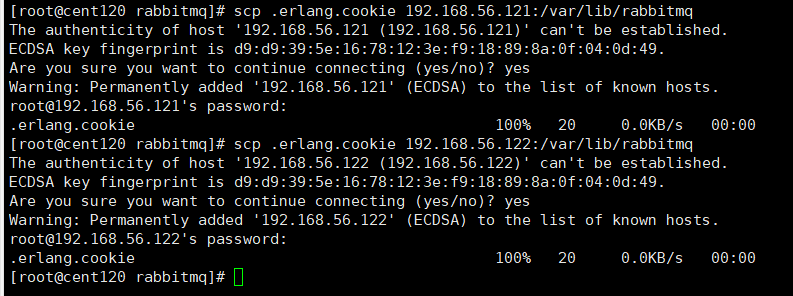 [root@cent120 rabbitmq]# scp .erlang.cookie 192.168.56.121:/var/lib/rabbitmq
The authenticity of host '192.168.56.121 (192.168.56.121)' can't be established.
ECDSA key fingerprint is d9:d9:39:5e:16:78:12:3e:f9:18:89:8a:0f:04:0d:49.
Are you sure you want to continue connecting (yes/no)? yes
Warning: Permanently added '192.168.56.121' (ECDSA) to the list of known hosts.
root@192.168.56.121's password:
.erlang.cookie 100% 20 0.0KB/s 00:00
[root@cent120 rabbitmq]# scp .erlang.cookie 192.168.56.122:/var/lib/rabbitmq
The authenticity of host '192.168.56.122 (192.168.56.122)' can't be established.
ECDSA key fingerprint is d9:d9:39:5e:16:78:12:3e:f9:18:89:8a:0f:04:0d:49.
Are you sure you want to continue connecting (yes/no)? yes
Warning: Permanently added '192.168.56.122' (ECDSA) to the list of known hosts.
root@192.168.56.122's password:
.erlang.cookie 100% 20 0.0KB/s 00:00
[root@cent120 rabbitmq]#